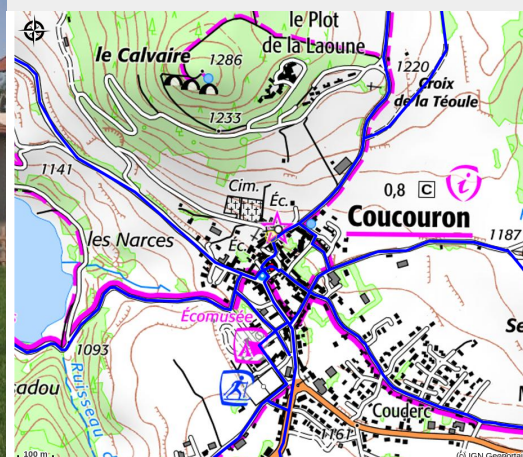 le Plot
de la Laoune
le Calvaire
1286
1220
Croix
de la Téoule
1233
1141
Cim.
Éc.
0,8 C i
Coucouron
1187
les Narces
Éc.
Écomusée
1093
Ruisseau
Couderc
1161
100 m
(c) IGN